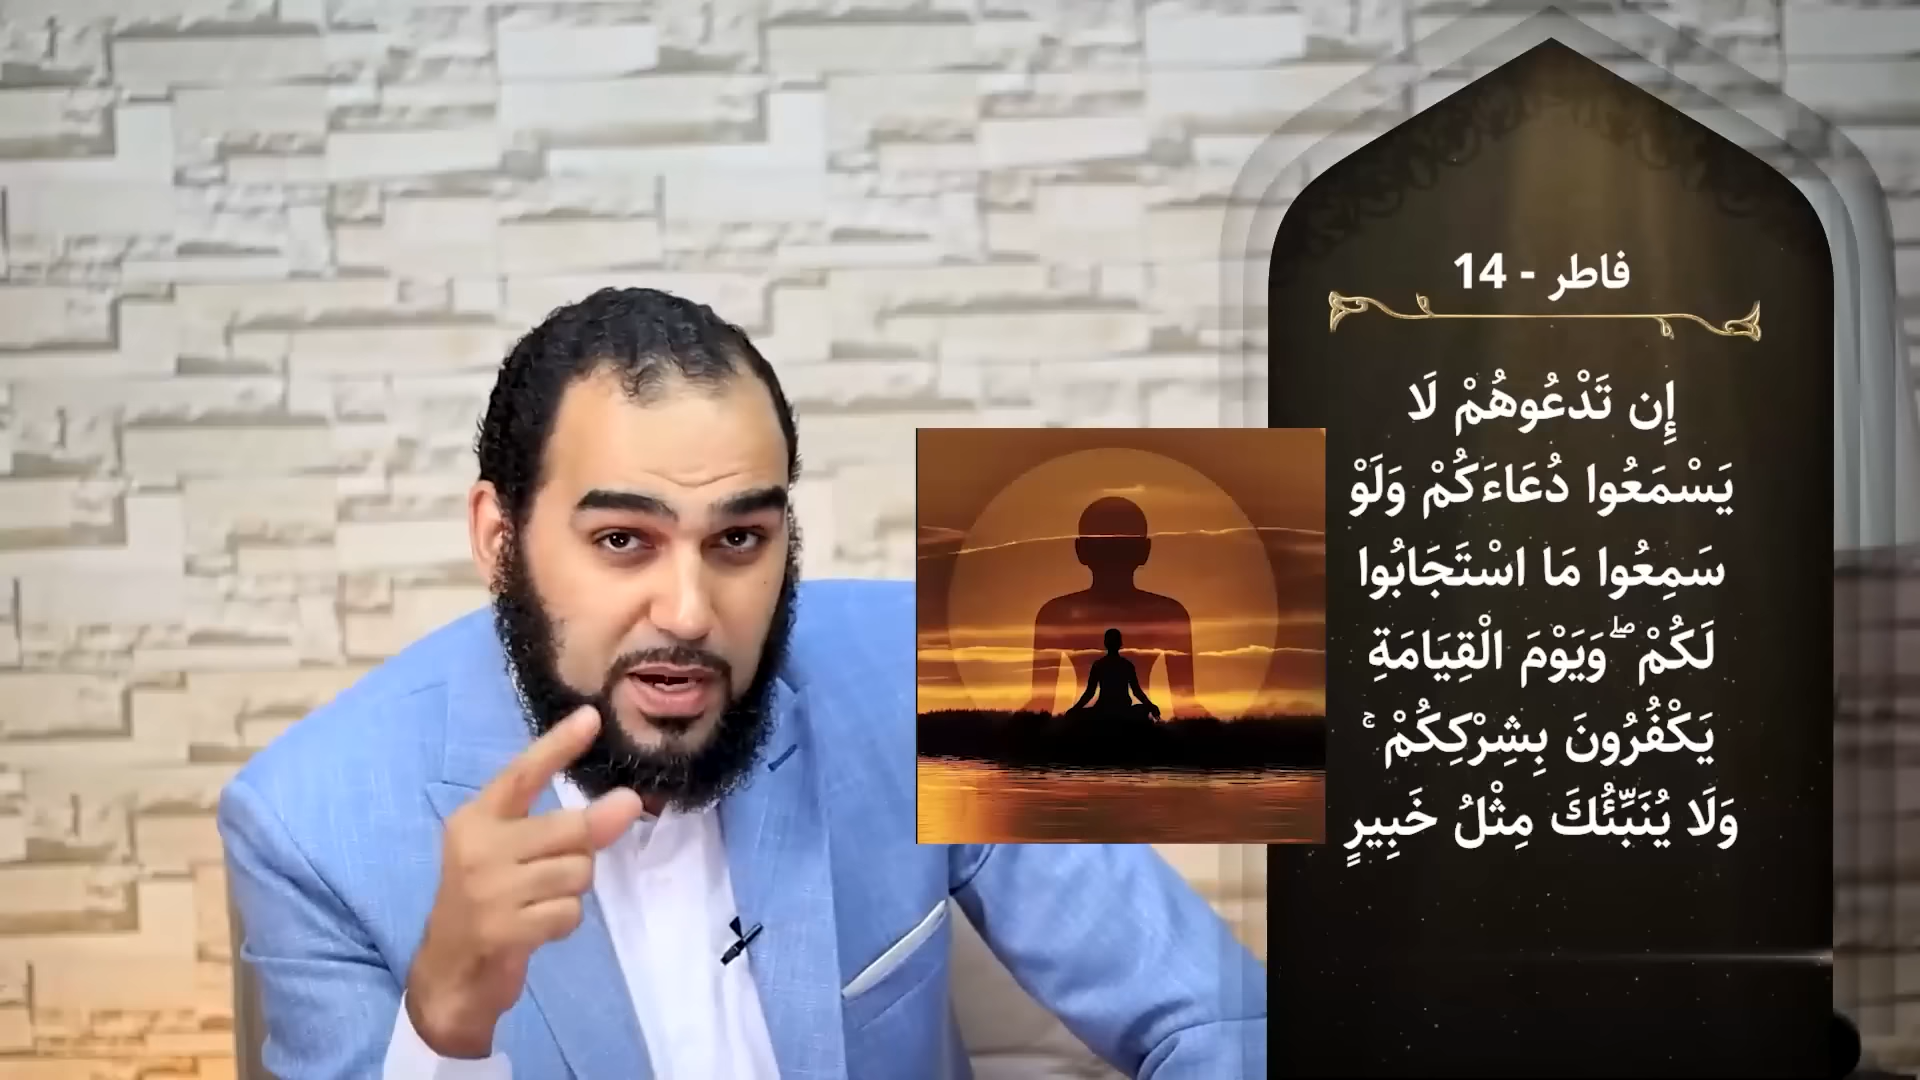 فاطر - 14
إِن تَدْعُوهُمْ لَا
يَسْمَعُوا دُعَاءَكُمْ وَلَوْ
سَمِعُوا مَا اسْتَجَابُوا
لَكُمْ ۖ وَيَوْمَ الْقِيَامَةِ
يَكْفُرُونَ بِشِرْكِكُمْ ۚ
وَلَا يُنَبِّئُكَ مِثْلُ خَبِيرٍ